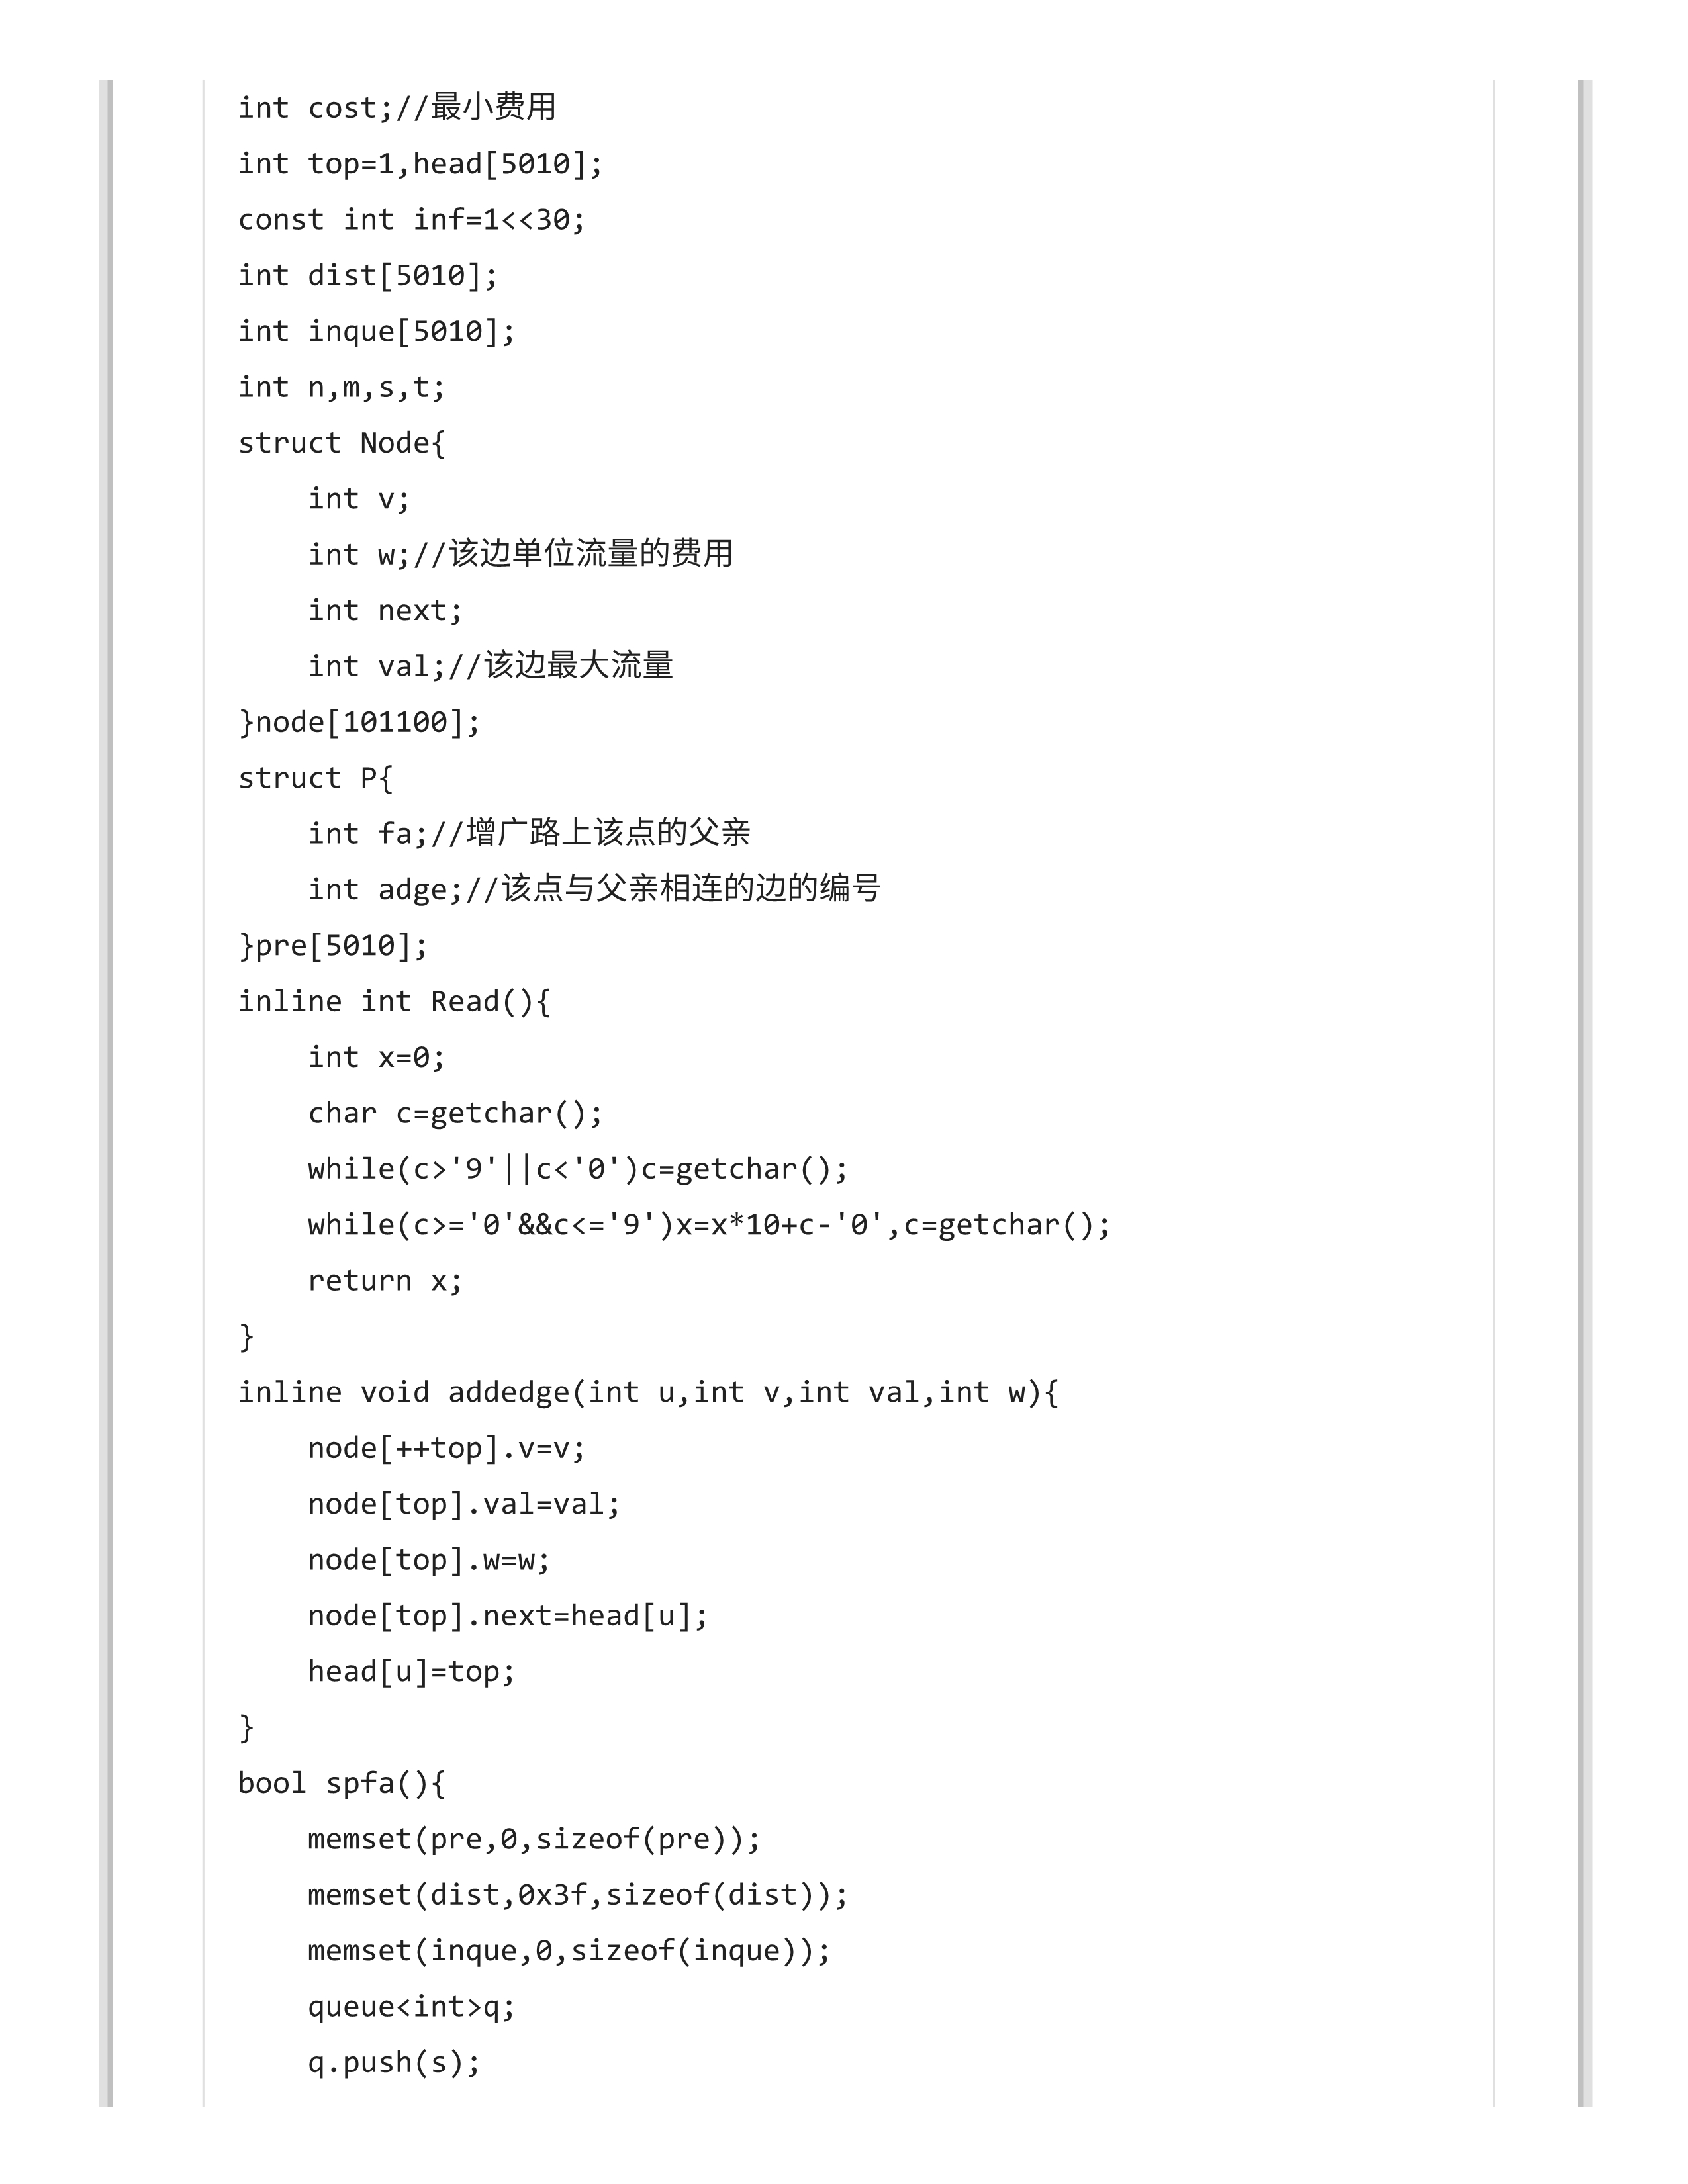 int cost;//最小费用
int top=1,head[5010];
const int inf=1<<30;
int dist[5010];
int inque[5010];
int n,m,s,t;
struct Node{
    int v;
    int w;//该边单位流量的费用
    int next;
    int val;//该边最大流量
}node[101100];
struct P{
    int fa;//增广路上该点的父亲
    int adge;//该点与父亲相连的边的编号
}pre[5010];
inline int Read(){
    int x=0;
    char c=getchar();
    while(c>'9'||c<'0')c=getchar();
    while(c>='0'&&c<='9')x=x*10+c-'0',c=getchar();
    return x;
}
inline void addedge(int u,int v,int val,int w){
    node[++top].v=v;
    node[top].val=val;
    node[top].w=w;
    node[top].next=head[u];
    head[u]=top;
}
bool spfa(){
    memset(pre,0,sizeof(pre));
    memset(dist,0x3f,sizeof(dist));
    memset(inque,0,sizeof(inque));
    queue<int>q;
    q.push(s);